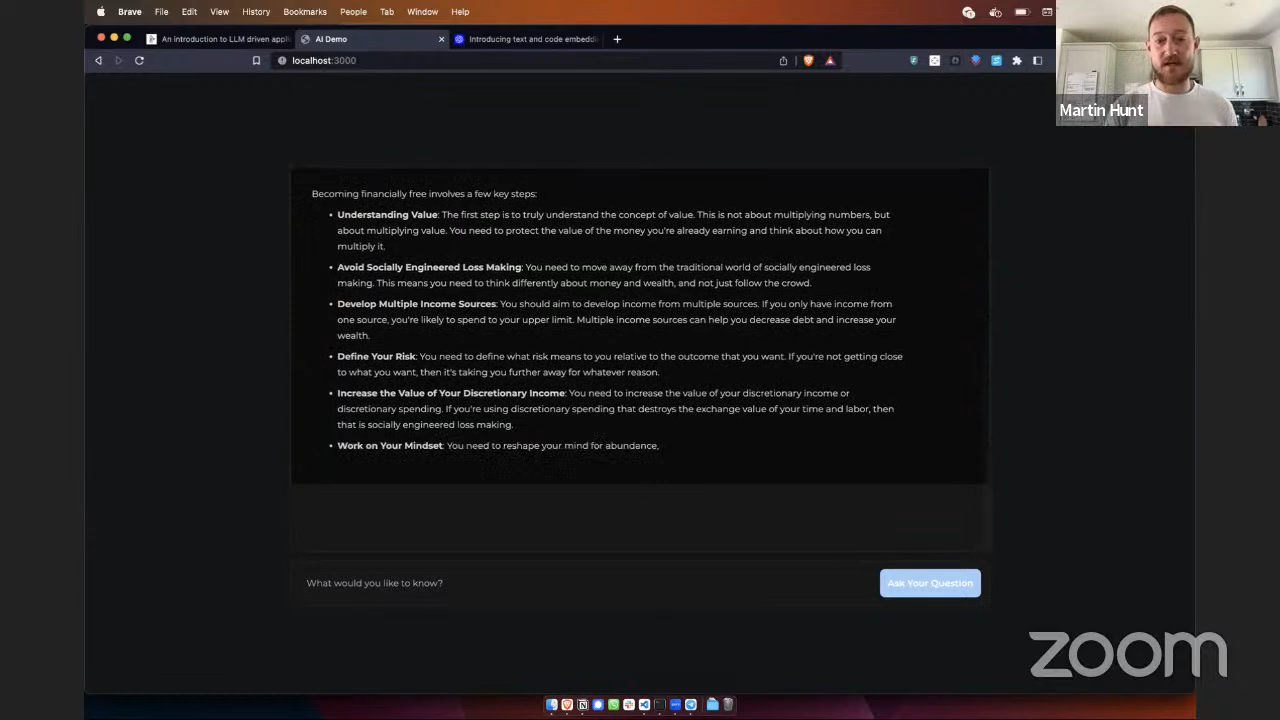 Brave File Edit View History Bookmarks People Tab Window Help
An introduction to LLM driven appli
AI Demo
Introducing text and code embeddi
localhost:3000
Martin Hunt
Becoming financially free involves a few key steps:
• Understanding Value: The first step is to truly understand the concept of value. This is not about multiplying numbers, but
about multiplying value. You need to protect the value of the money you're already earning and think about how you can
multiply it.
• Avoid Socially Engineered Loss Making: You need to move away from the traditional world of socially engineered loss
making. This means you need to think differently about money and wealth, and not just follow the crowd.
• Develop Multiple Income Sources: You should aim to develop income from multiple sources. If you only have income from
one source, you're likely to spend to your upper limit. Multiple income sources can help you decrease debt and increase your
wealth.
• Define Your Risk: You need to define what risk means to you relative to the outcome that you want. If you're not getting close
to what you want, then it's taking you further away for whatever reason.
• Increase the Value of Your Discretionary Income: You need to increase the value of your discretionary income or
discretionary spending. If you're using discretionary spending that destroys the exchange value of your time and labor, then
that is socially engineered loss making.
• Work on Your Mindset: You need to reshape your mind for abundance,
What would you like to know?
Ask Your Question
zoom